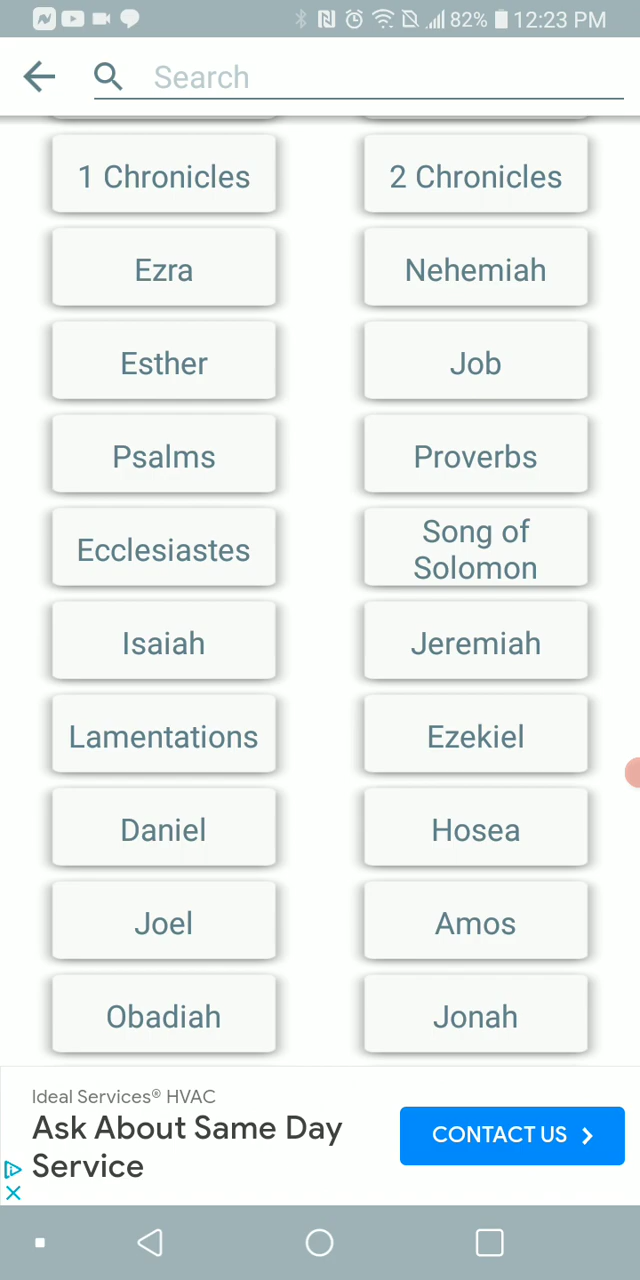 82% 12:23 PM
Search
1 Chronicles 2 Chronicles
Ezra Nehemiah
Esther Job
Psalms Proverbs
Ecclesiastes Song of
Solomon
Isaiah Jeremiah
Lamentations Ezekiel
Daniel Hosea
Joel Amos
Obadiah Jonah
Ideal Services® HVAC
Ask About Same Day
Service
CONTACT US